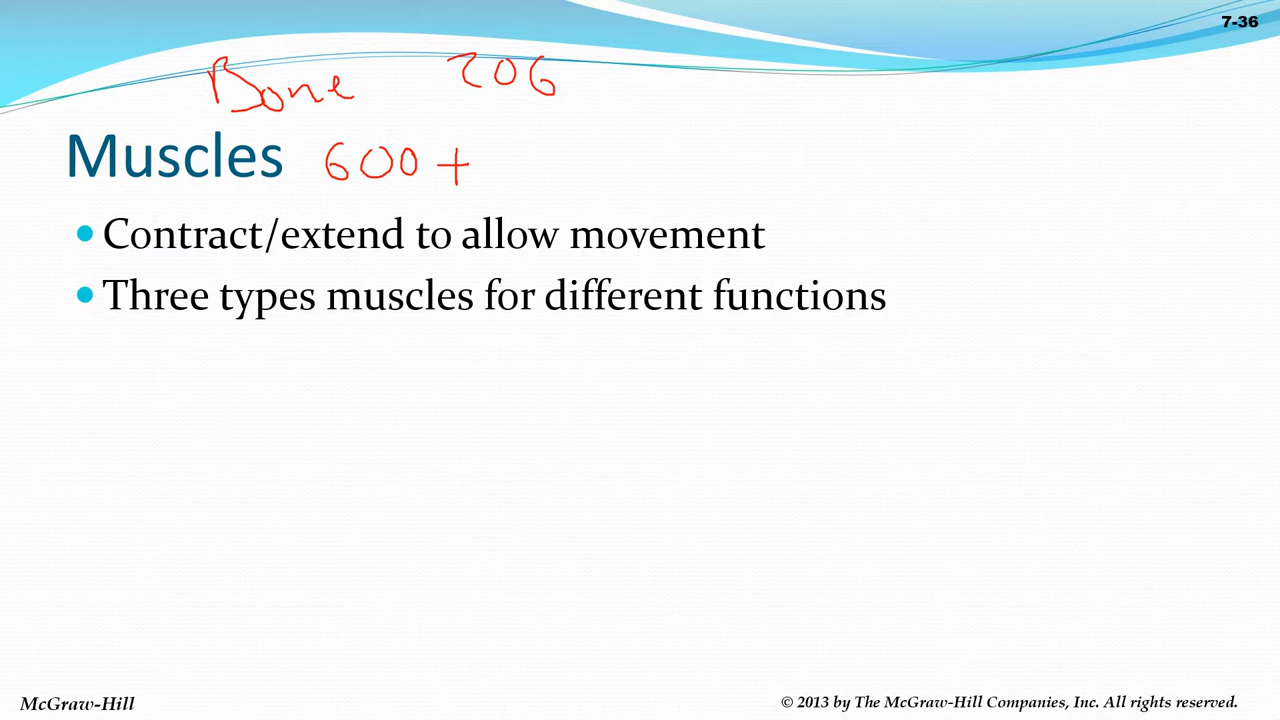 7-36
Bone 206
Muscles 600+
• Contract/extend to allow movement
• Three types muscles for different functions
McGraw-Hill
© 2013 by The McGraw-Hill Companies, Inc. All rights reserved.